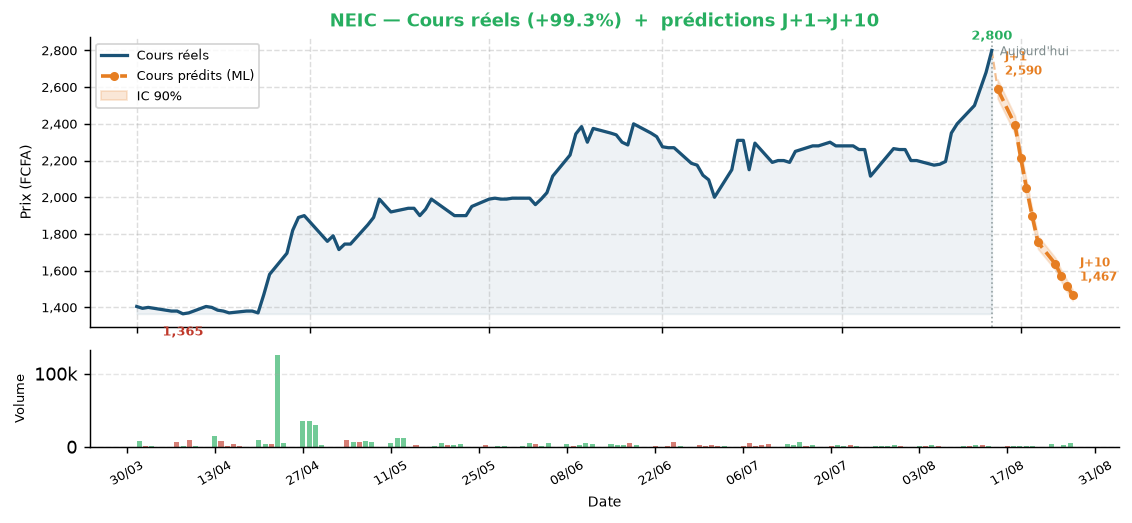 NEIC — Cours réels (+99.3%) + prédictions J+1→J+10
2,800
Aujourd'hui
J+1
2,590
Cours réels
Cours prédits (ML)
IC 90%
Prix (FCFA)
2,800
2,600
2,400
2,200
2,000
1,800
1,600
1,400
J+10
1,467
1,365
Volume
100k
0
30/03
13/04
27/04
11/05
25/05
08/06
22/06
06/07
20/07
03/08
17/08
31/08
Date